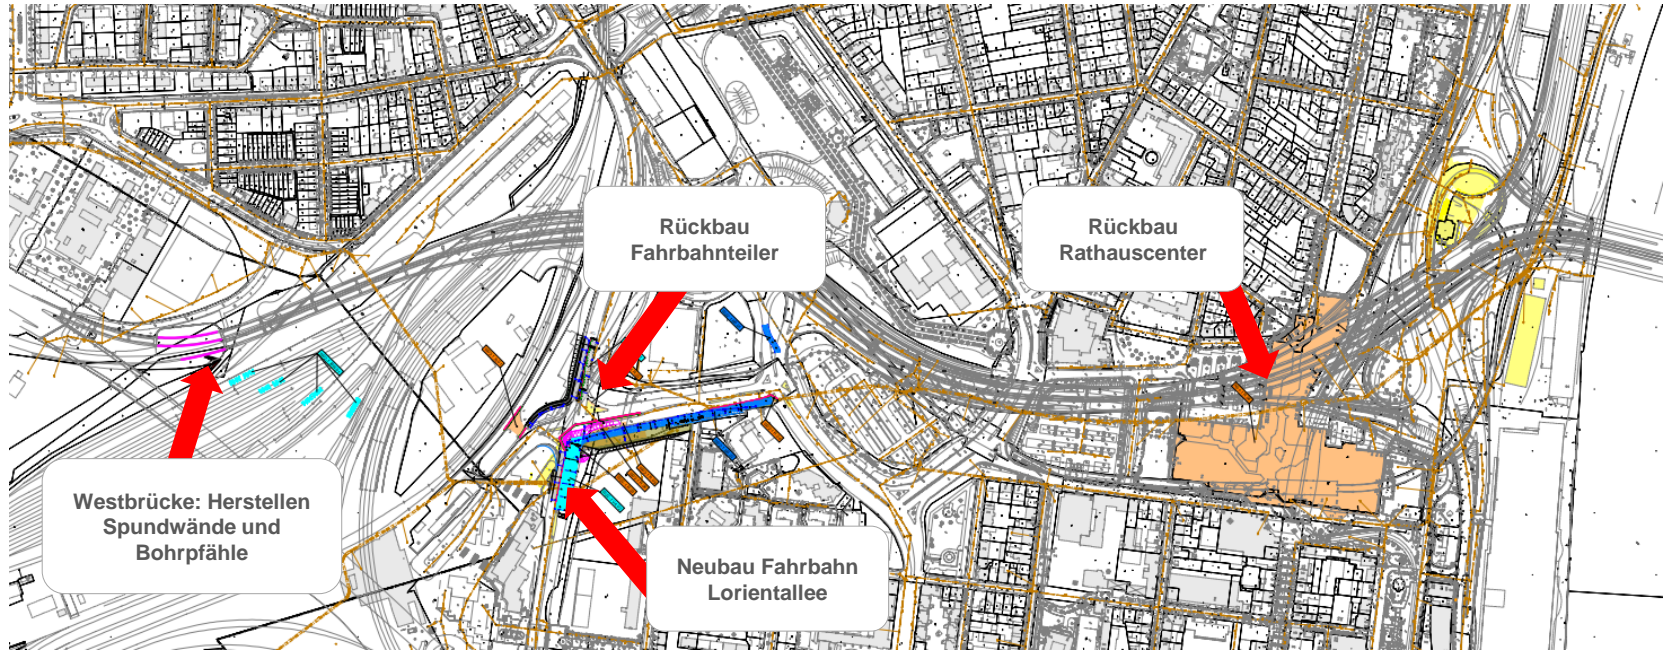 Rückbau
Fahrbahnteiler
Rückbau
Rathauscenter
Westbrücke: Herstellen
Spundwände und
Bohrpfähle
Neubau Fahrbahn
Lorientallee